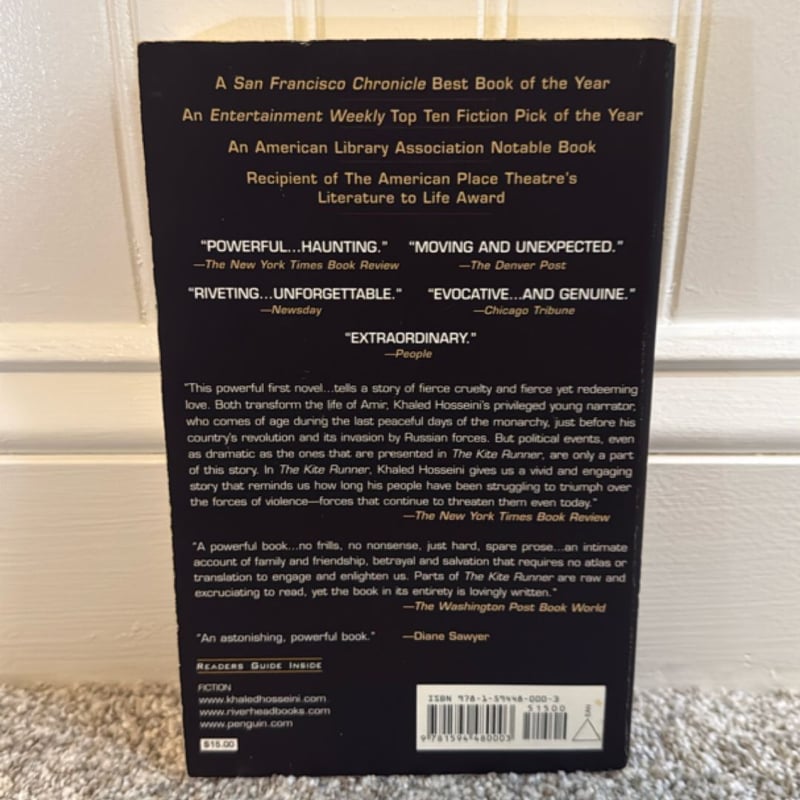 A San Francisco Chronicle Best Book of the Year
An Entertainment Weekly Top Ten Fiction Pick of the Year
An American Library Association Notable Book
Recipient of The American Place Theatre's
Literature to Life Award
"POWERFUL...HAUNTING."
—The New York Times Book Review
"MOVING AND UNEXPECTED."
—The Denver Post
"RIVETING...UNFORGETTABLE."
—Newsday
"EVOCATIVE...AND GENUINE."
—Chicago Tribune
"EXTRAORDINARY."
—People
"This powerful first novel...tells a story of fierce cruelty and fierce yet redeeming
love. Both transform the life of Amir, Khaled Hosseini's privileged young narrator,
who comes of age during the last peaceful days of the monarchy, just before his
country's revolution and its invasion by Russian forces. But political events, even
as dramatic as the ones that are presented in The Kite Runner, are only a part
of this story. In The Kite Runner, Khaled Hosseini gives us a vivid and engaging
story that reminds us how long his people have been struggling to triumph over
the forces of violence—forces that continue to threaten them even today."
—The New York Times Book Review
"A powerful book...no frills, no nonsense, just hard, spare prose...an intimate
account of family and friendship, betrayal and salvation that requires no atlas or
translation to engage and enlighten us. Parts of The Kite Runner are raw and
excruciating to read, yet the book in its entirety is lovingly written."
—The Washington Post Book World
"An astonishing, powerful book." —Diane Sawyer
READERS GUIDE INSIDE
FICTION
www.khaledhosseini.com
www.riverheadbooks.com
www.penguin.com
$15.00
ISBN 978-1-59448-000-3
51500
9 781594 480003
EAN